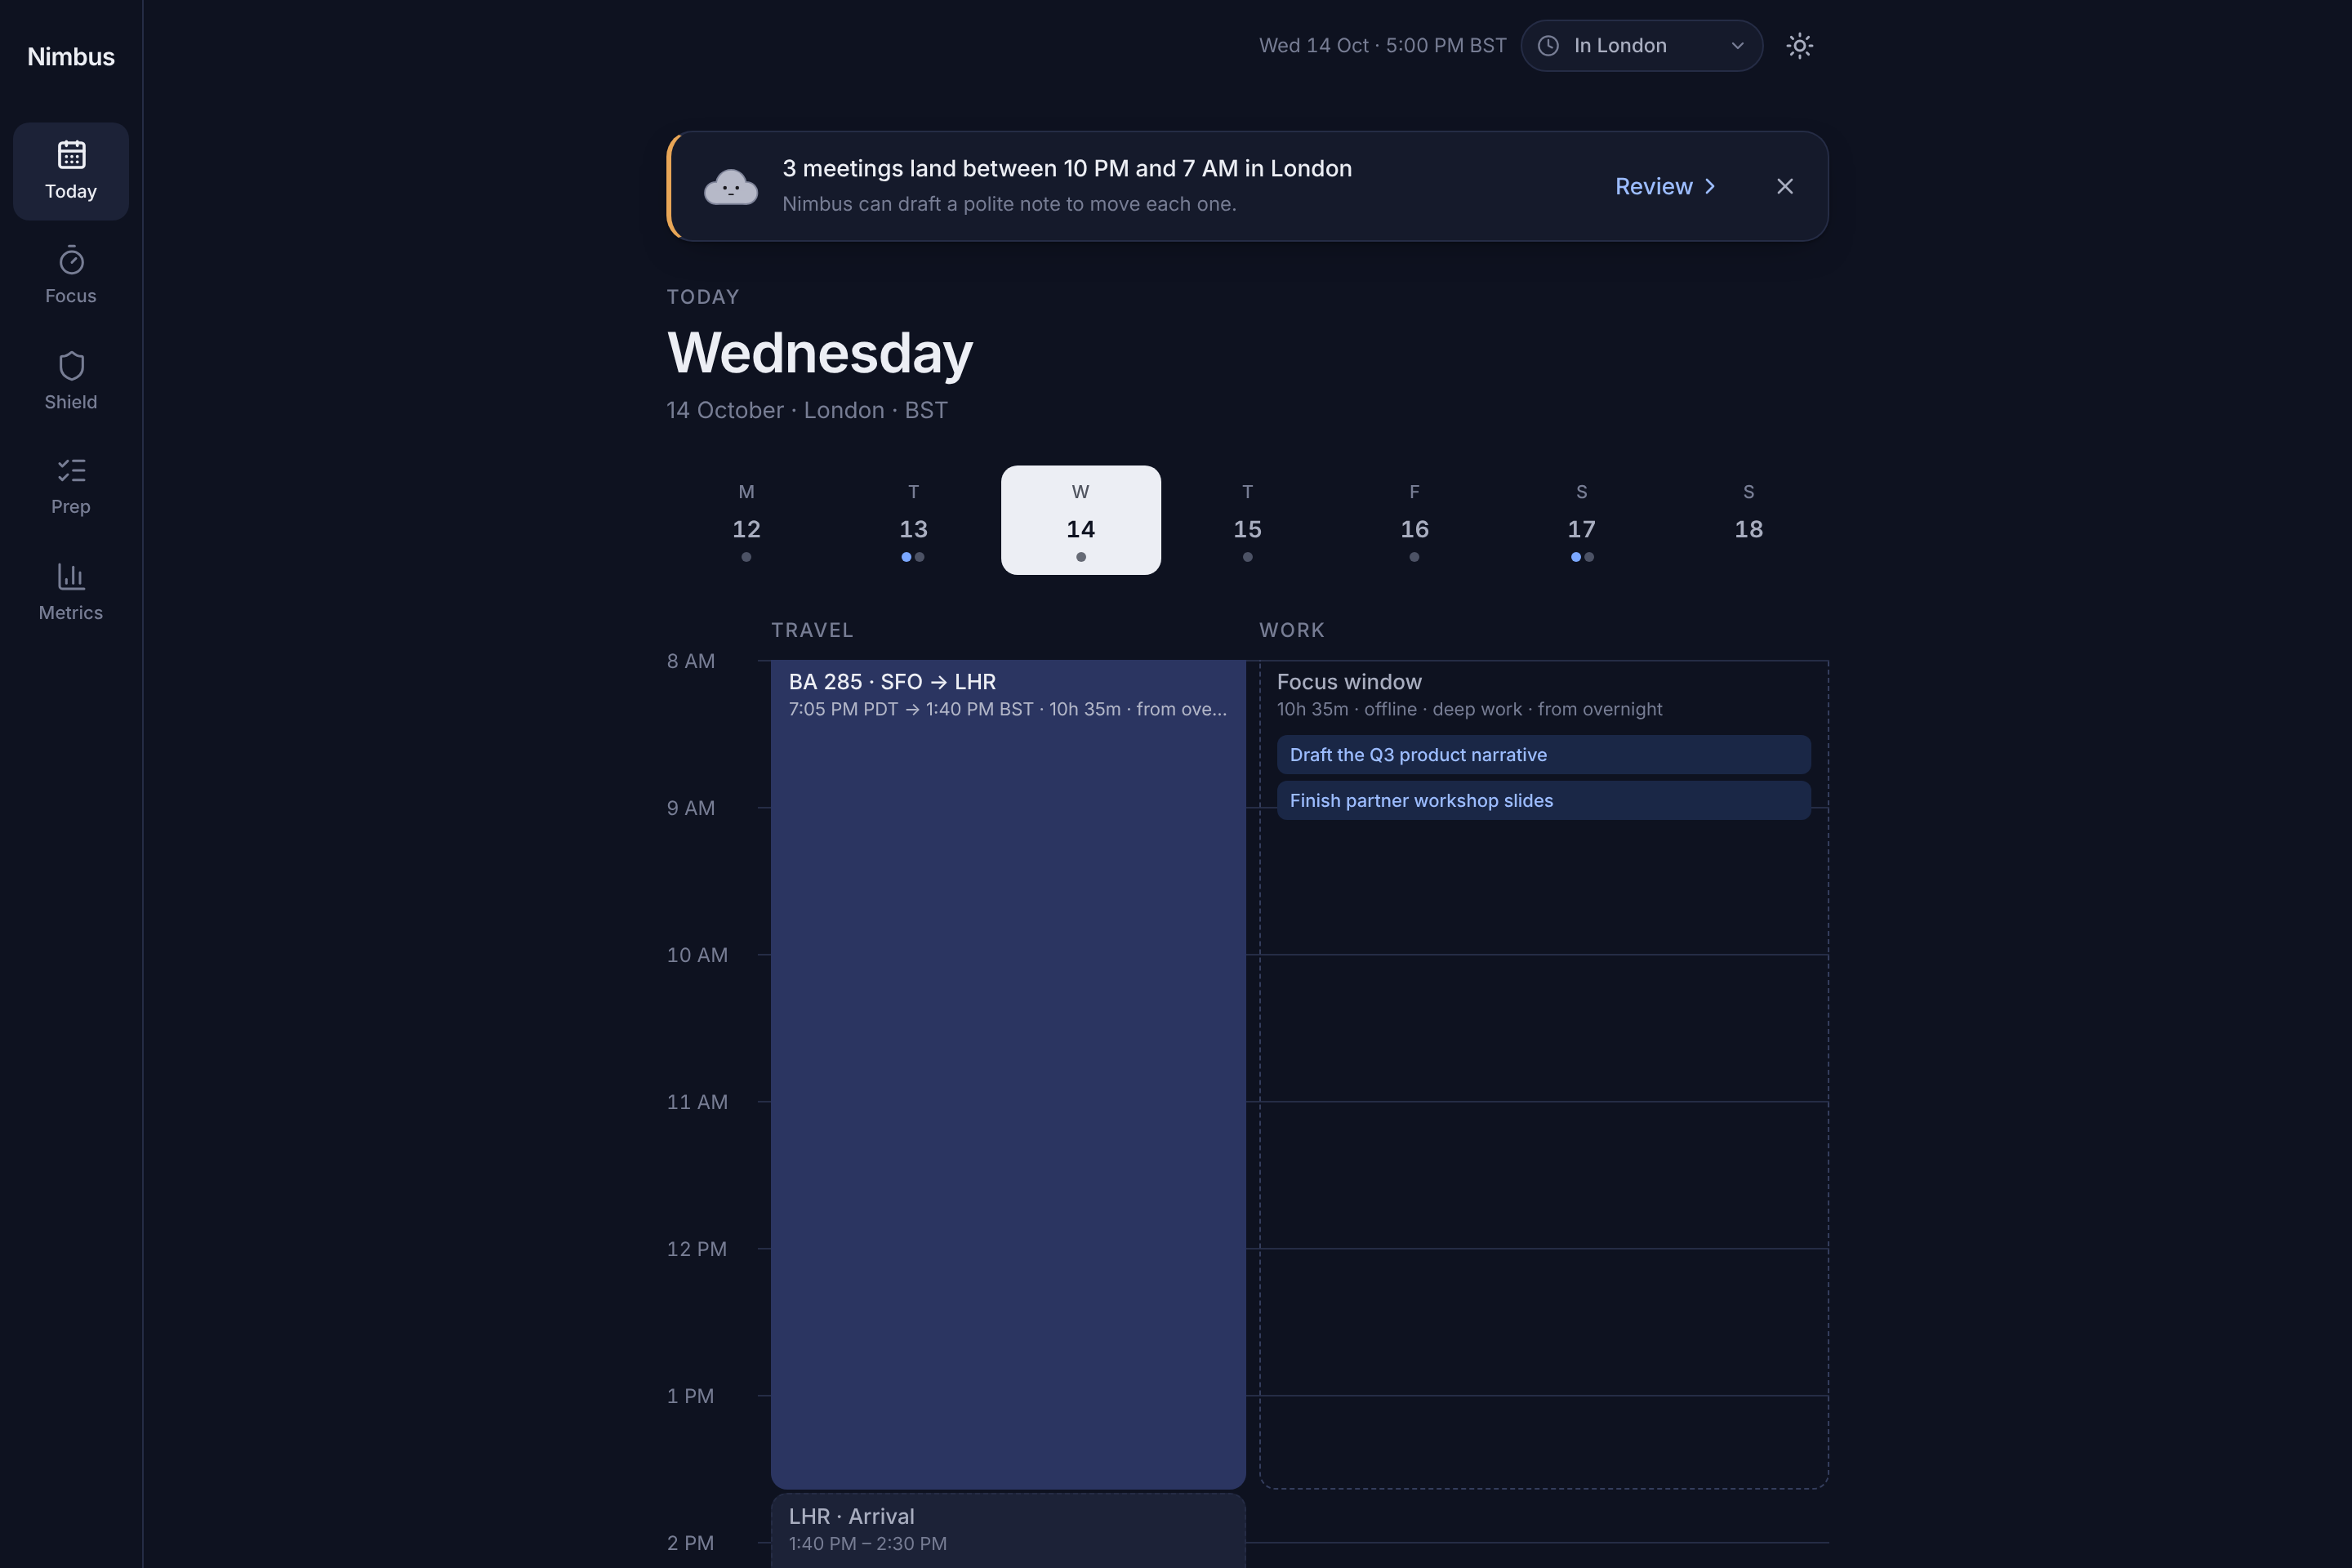 Nimbus
Today
Focus
Shield
Prep
Metrics
Wed 14 Oct · 5:00 PM BST
In London
3 meetings land between 10 PM and 7 AM in London
Nimbus can draft a polite note to move each one.
Review
TODAY
Wednesday
14 October · London · BST
M T W T F S S
12 13 14 15 16 17 18
TRAVEL WORK
8 AM
BA 285 · SFO → LHR
7:05 PM PDT → 1:40 PM BST · 10h 35m · from ove...
Focus window
10h 35m · offline · deep work · from overnight
Draft the Q3 product narrative
Finish partner workshop slides
9 AM
10 AM
11 AM
12 PM
1 PM
LHR · Arrival
1:40 PM – 2:30 PM
2 PM